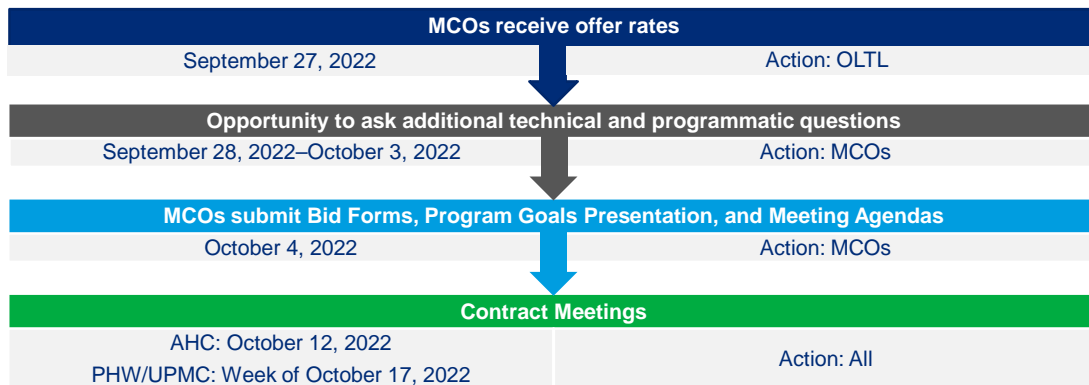 MCOs receive offer rates
September 27, 2022 Action: OLTL
Opportunity to ask additional technical and programmatic questions
September 28, 2022–October 3, 2022 Action: MCOs
MCOs submit Bid Forms, Program Goals Presentation, and Meeting Agendas
October 4, 2022 Action: MCOs
Contract Meetings
AHC: October 12, 2022
PHW/UPMC: Week of October 17, 2022
Action: All